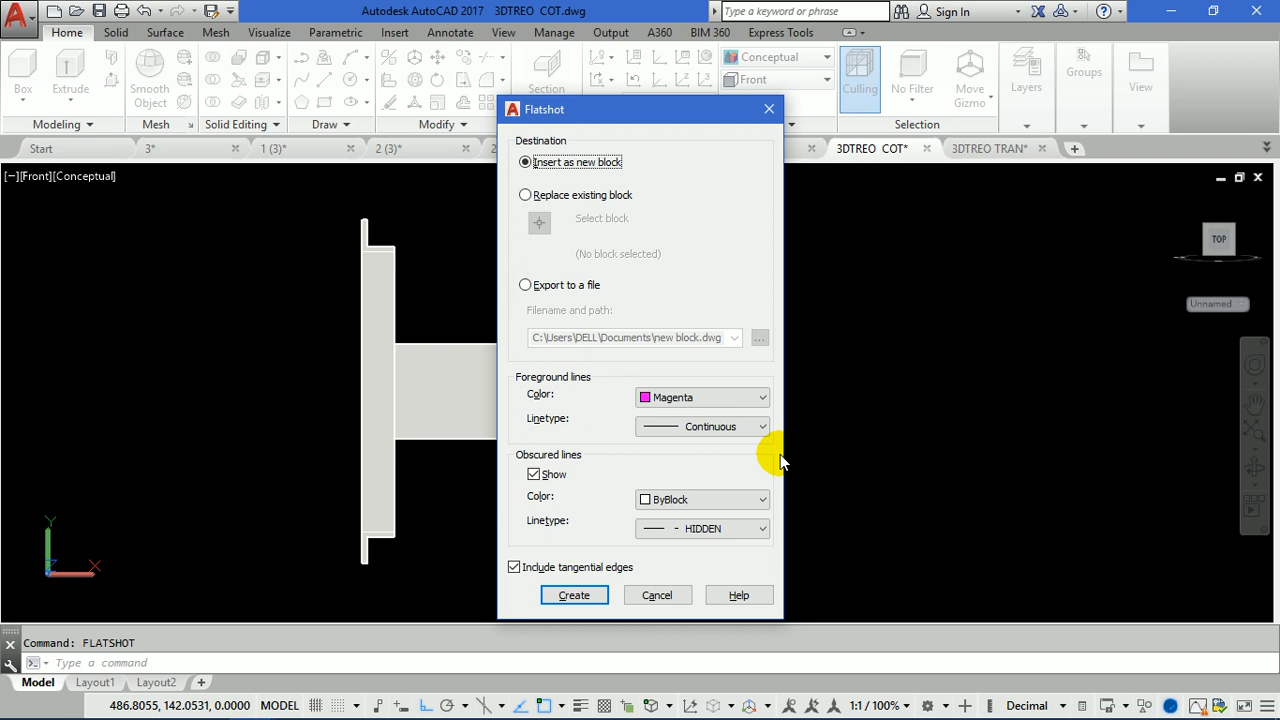 Autodesk AutoCAD 2017 3DTREO COT.dwg
Type a keyword or phrase
Sign In
Home Solid Surface Mesh Visualize Parametric Insert Annotate View Manage Output A360 BIM 360 Express Tools
Box
Extrude
Smooth
Object
Section
Conceptual
Front
Culling
No Filter
Move
Gizmo
Layers
Groups
View
Modeling
Mesh
Solid Editing
Draw
Modify
Selection
Start
3*
1 (3)*
2 (3)*
2
3DTREO COT*
3DTREO TRAN*
[−][Front][Conceptual]
TOP
Unnamed
Y
X
Flatshot
Destination
Insert as new block
Replace existing block
Select block
(No block selected)
Export to a file
Filename and path:
C:\Users\DELL\Documents\new block.dwg
...
Foreground lines
Color:
Magenta
Linetype:
Continuous
Obscured lines
Show
Color:
ByBlock
Linetype:
HIDDEN
Include tangential edges
Create
Cancel
Help
Command: FLATSHOT
Type a command
Model Layout1 Layout2
486.8055, 142.0531, 0.0000 MODEL
1:1 / 100%
Decimal